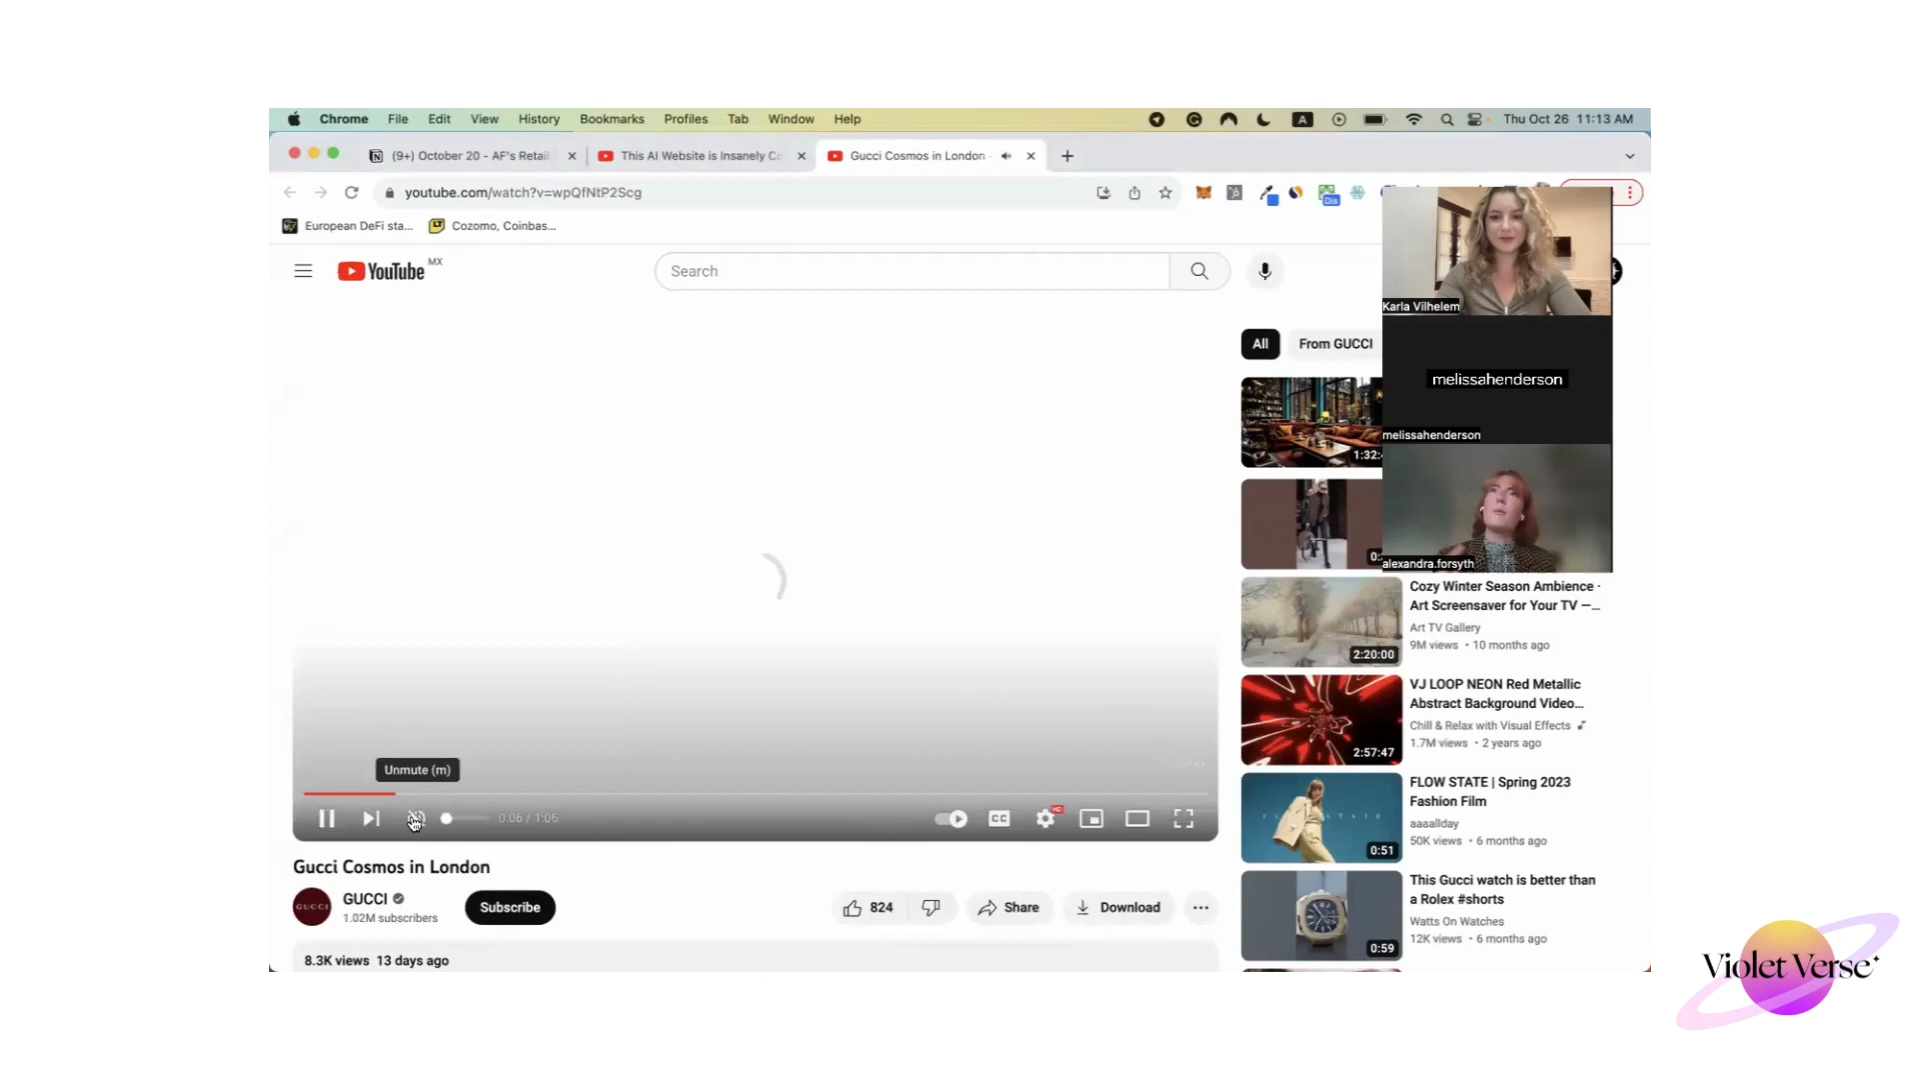 Chrome File Edit View History Bookmarks Profiles Tab Window Help
A
Thu Oct 26 11:13 AM
(9+) October 20 - AF's Retail
This AI Website is Insanely Co
Gucci Cosmos in London
youtube.com/watch?v=wpQfNtP2Scg
Dis
European DeFi sta...
Cozomo, Coinbas...
YouTube MX
Search
Karla Vilhelem
All
From GUCCI
melissahenderson
melissahenderson
1:32:
alexandra.forsyth
Cozy Winter Season Ambience ·
Art Screensaver for Your TV —...
Art TV Gallery
9M views • 10 months ago
2:20:00
VJ LOOP NEON Red Metallic
Abstract Background Video...
Chill & Relax with Visual Effects
1.7M views • 2 years ago
2:57:47
Unmute (m)
0:06 / 1:06
CC
HD
FLOW STATE | Spring 2023
Fashion Film
aaaallday
50K views • 6 months ago
0:51
Gucci Cosmos in London
GUCCI
GUCCI
1.02M subscribers
Subscribe
824
Share
Download
This Gucci watch is better than
a Rolex #shorts
Watts On Watches
12K views • 6 months ago
0:59
8.3K views 13 days ago
Violet Verse